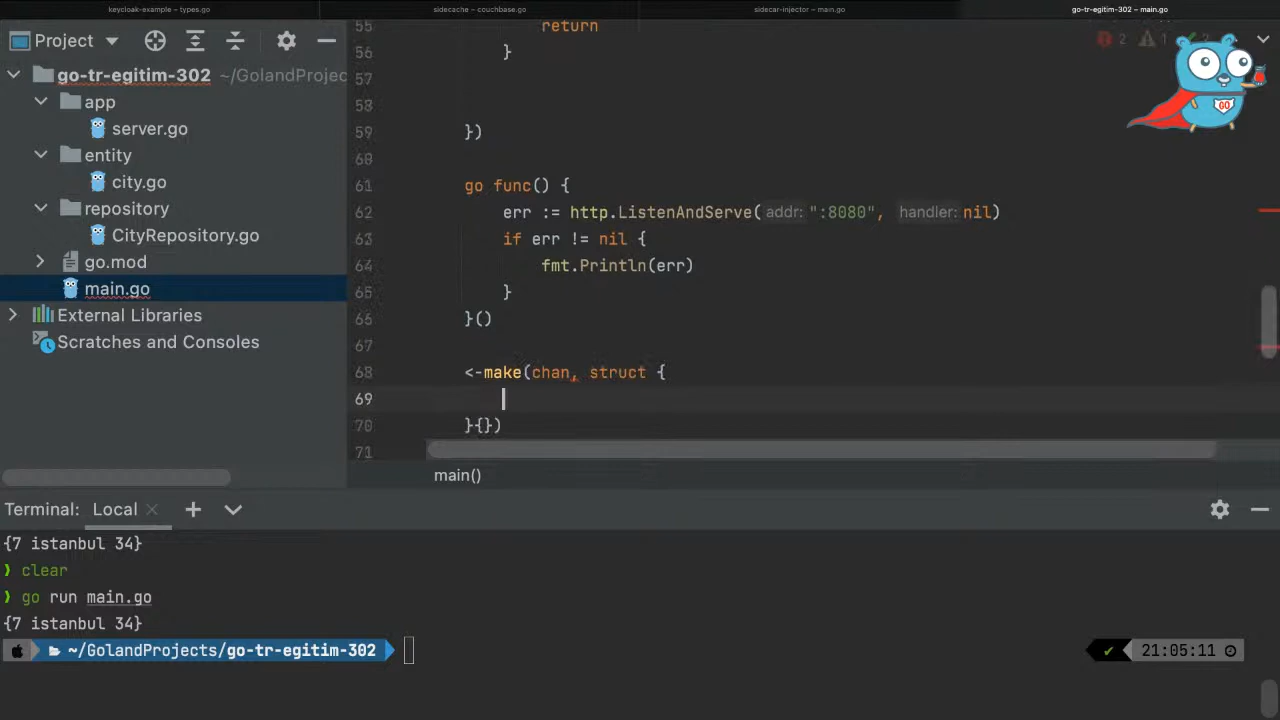 keycloak-example – types.go
sidecache – couchbase.go
sidecar-injector – main.go
go-tr-egitim-302 – main.go
Project
go-tr-egitim-302 ~/GolandProjec
app
server.go
entity
city.go
repository
CityRepository.go
go.mod
main.go
External Libraries
Scratches and Consoles
55 return
56 }
57
58
59 })
60
61 go func() {
62 err := http.ListenAndServe( addr: ":8080", handler: nil)
63 if err != nil {
64 fmt.Println(err)
65 }
66 }()
67
68 <-make(chan, struct {
69
70 }{})
71
2 1 2
GO
main()
Terminal: Local
{7 istanbul 34}
❯ clear
❯ go run main.go
{7 istanbul 34}
~/GolandProjects/go-tr-egitim-302
✔ 21:05:11